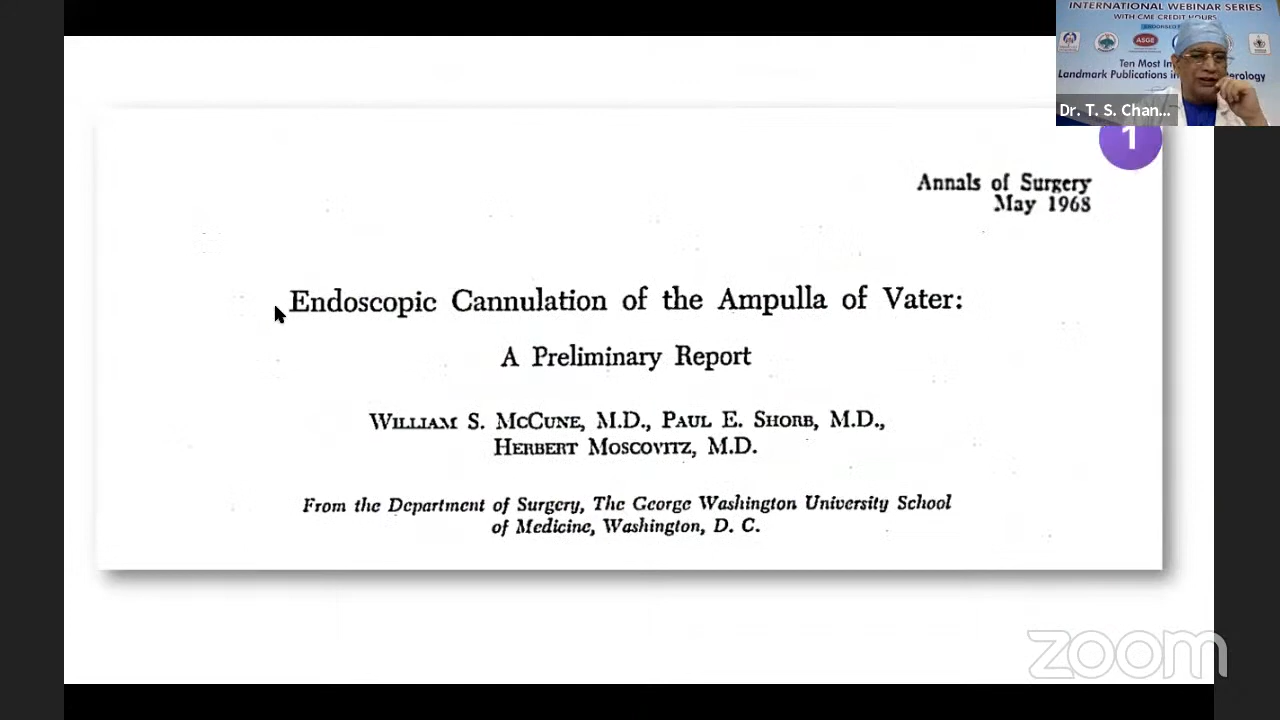 INTERNATIONAL WEBINAR SERIES
WITH CME CREDIT HOURS
ASGE
Ten Most
Landmark Publications in
Dr. T. S. Chan...
1
Annals of Surgery
May 1968
Endoscopic Cannulation of the Ampulla of Vater:
A Preliminary Report
WILLIAM S. MCCUNE, M.D., PAUL E. SHORB, M.D.,
HERBERT MOSCOVITZ, M.D.
From the Department of Surgery, The George Washington University School
of Medicine, Washington, D. C.
zoom